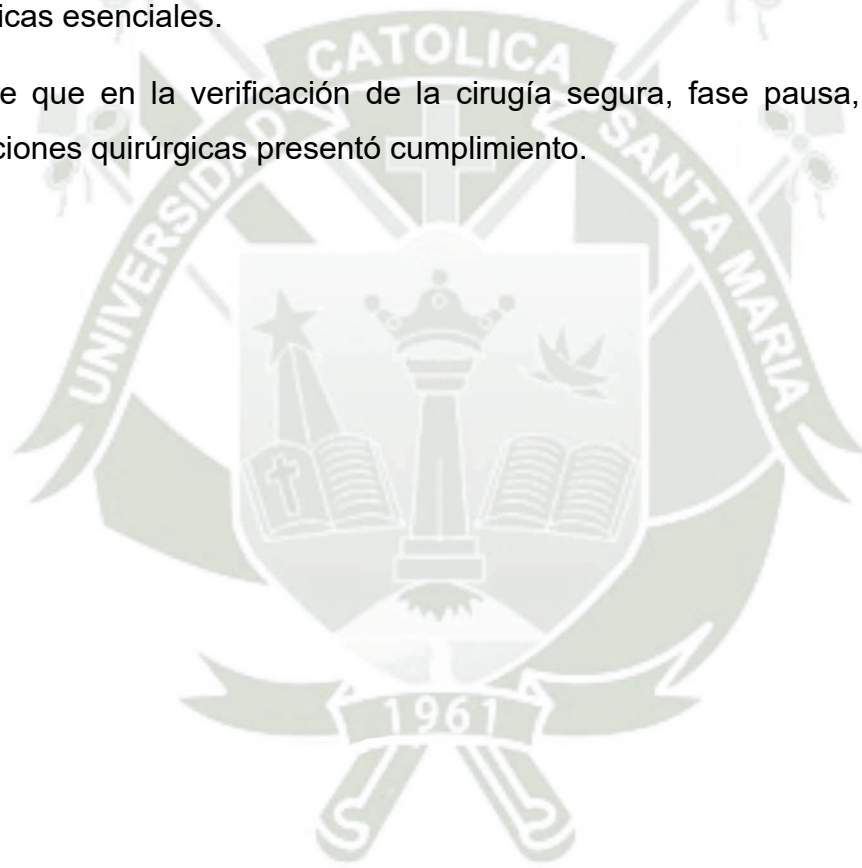 icas esenciales.
e que en la verificación de la cirugía segura, fase pausa,
ciones quirúrgicas presentó cumplimiento.
UNIVERSIDAD CATOLICA SANTA MARIA
1961